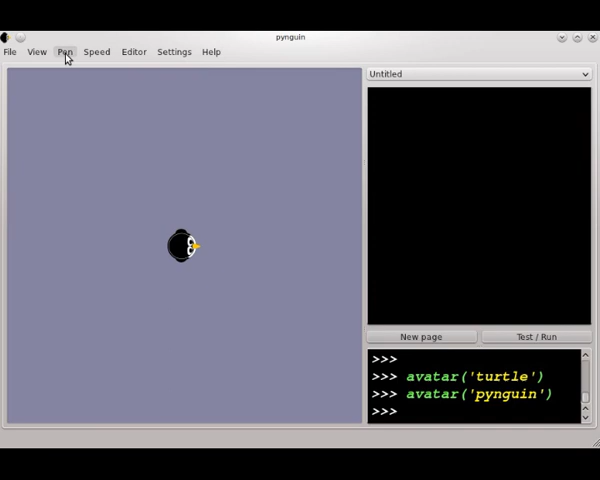 pynguin
File View Pen Speed Editor Settings Help
Untitled
New page Test / Run
>>>
>>> avatar('turtle')
>>> avatar('pynguin')
>>>